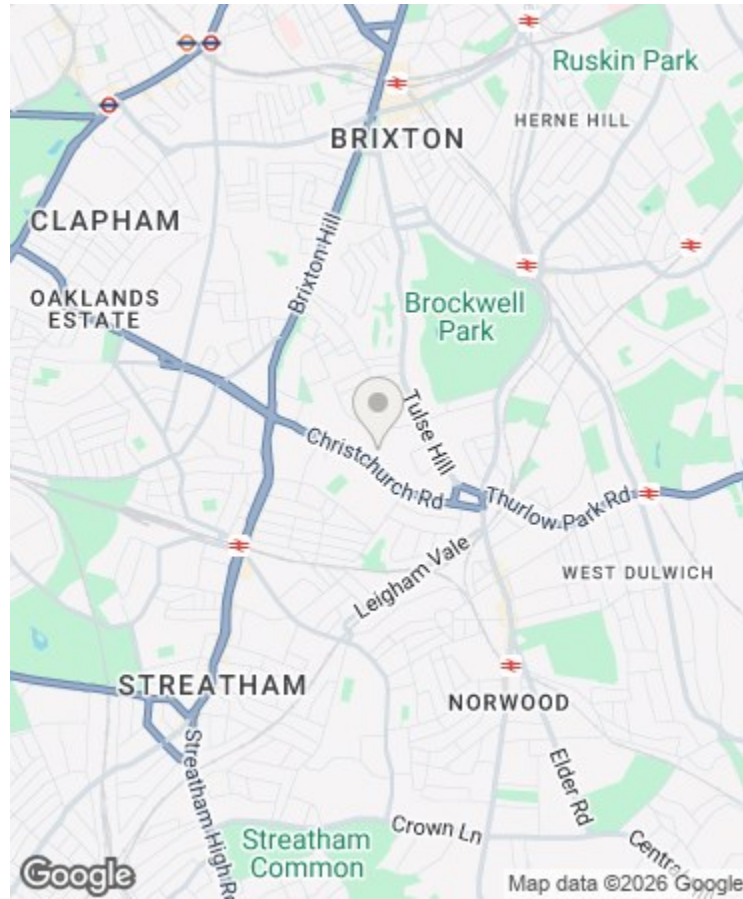 Ruskin Park
HERNE HILL
BRIXTON
CLAPHAM
Brixton Hill
OAKLANDS
ESTATE
Brockwell
Park
Tulse Hill
Christchurch Rd
Thurlow Park Rd
Leigham Vale
WEST DULWICH
STREATHAM
NORWOOD
Streatham High R
Elder Rd
Crown Ln
Streatham
Common
Central
Google
Map data ©2026 Google